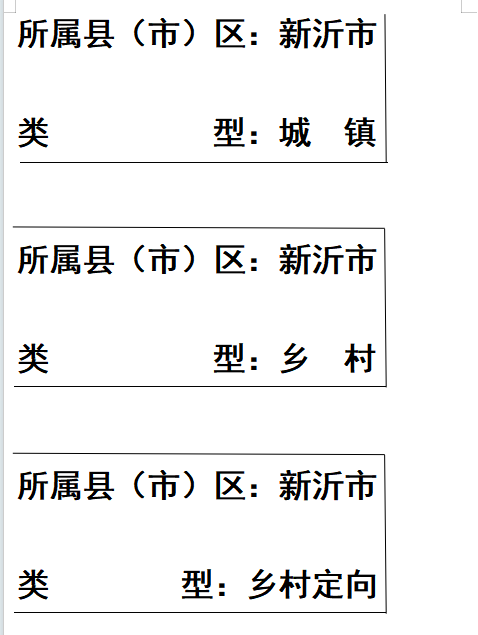 所属县（市）区：新沂市
类　　　　　型：城　镇
所属县（市）区：新沂市
类　　　　　型：乡　村
所属县（市）区：新沂市
类　　　　型：乡村定向